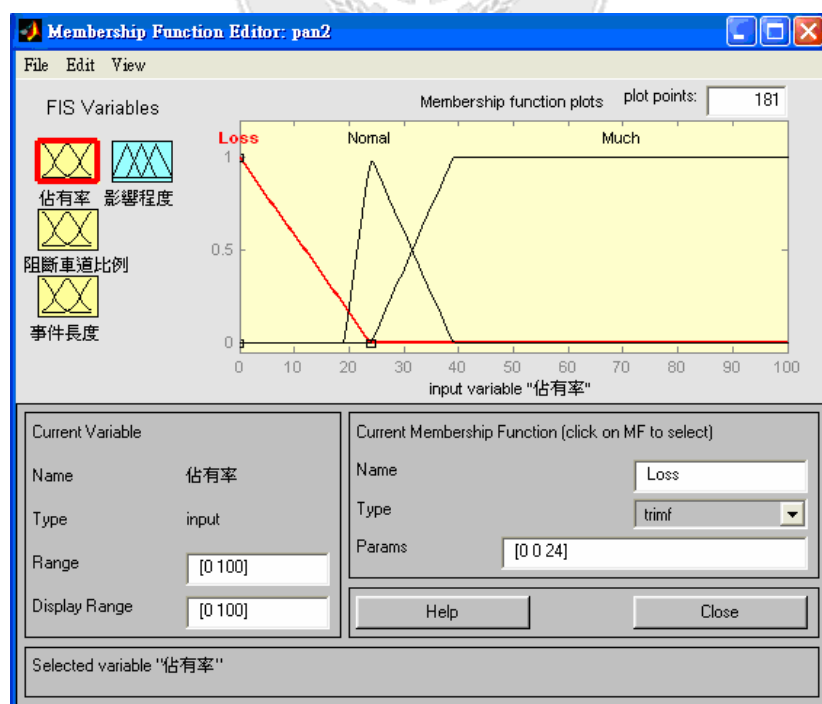 Membership Function Editor: pan2
File Edit View
FIS Variables
佔有率 影響程度
阻斷車道比例
事件長度
Membership function plots plot points: 181
Loss Nomal Much
1
0.5
0
0 10 20 30 40 50 60 70 80 90 100
input variable "佔有率"
Current Variable
Name 佔有率
Type input
Range [0 100]
Display Range [0 100]
Current Membership Function (click on MF to select)
Name Loss
Type trimf
Params [0 0 24]
Help Close
Selected variable "佔有率"